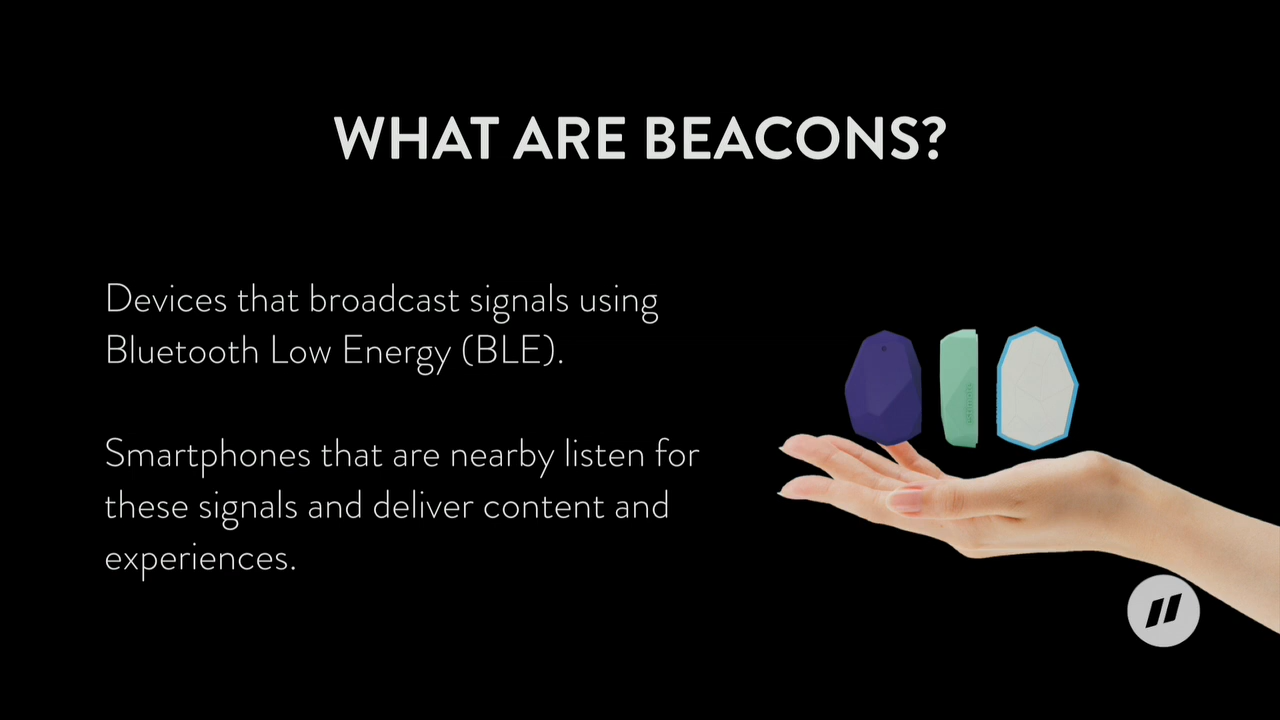 WHAT ARE BEACONS?
Devices that broadcast signals using
Bluetooth Low Energy (BLE).
Smartphones that are nearby listen for
these signals and deliver content and
experiences.